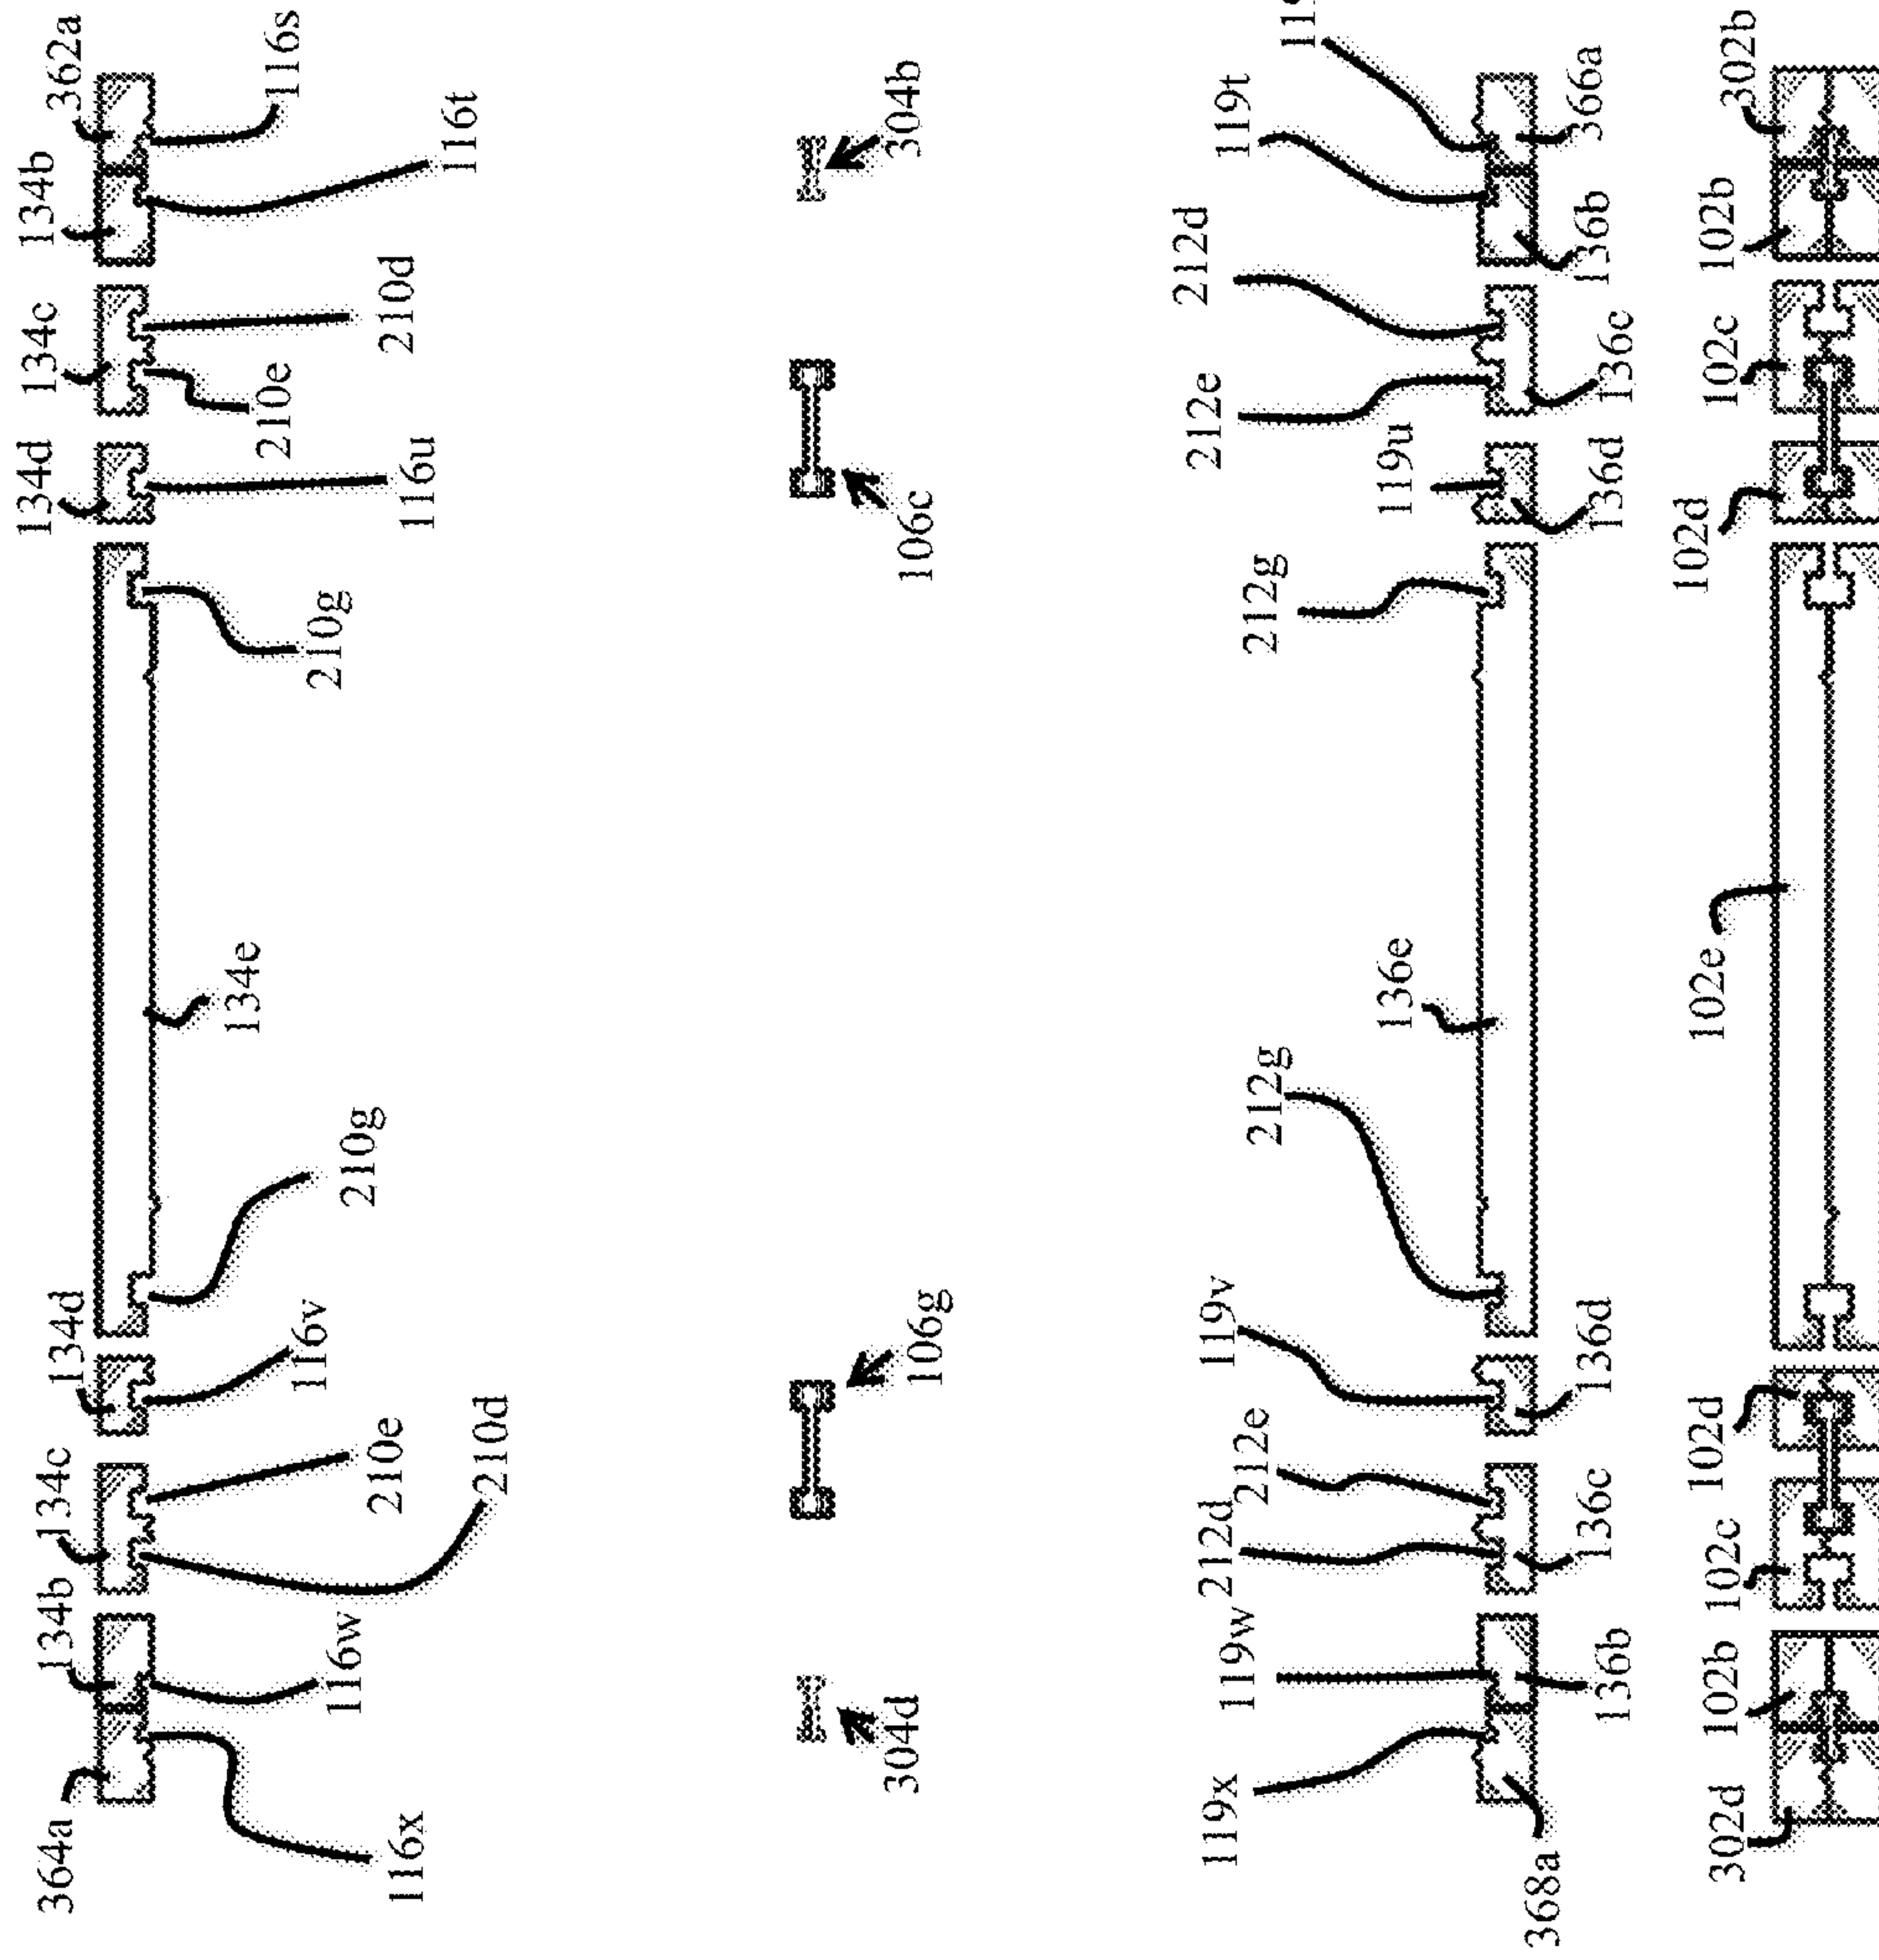 364a 134b 134c 134d 134d 134c 134b 362a
134e 210e 116s
116v 210g
116x 116w 210e 210g 210d
116u 116t
210d
304d 106g 106c 304b
119x 119w 212d 119v 212e 212d 119t
212e 212g 212g
136e 119u
368a 136b 136c 136d 136d 136c 136b 366a
302d 102b 102c 102d 102e 102d 102c 102b 302b